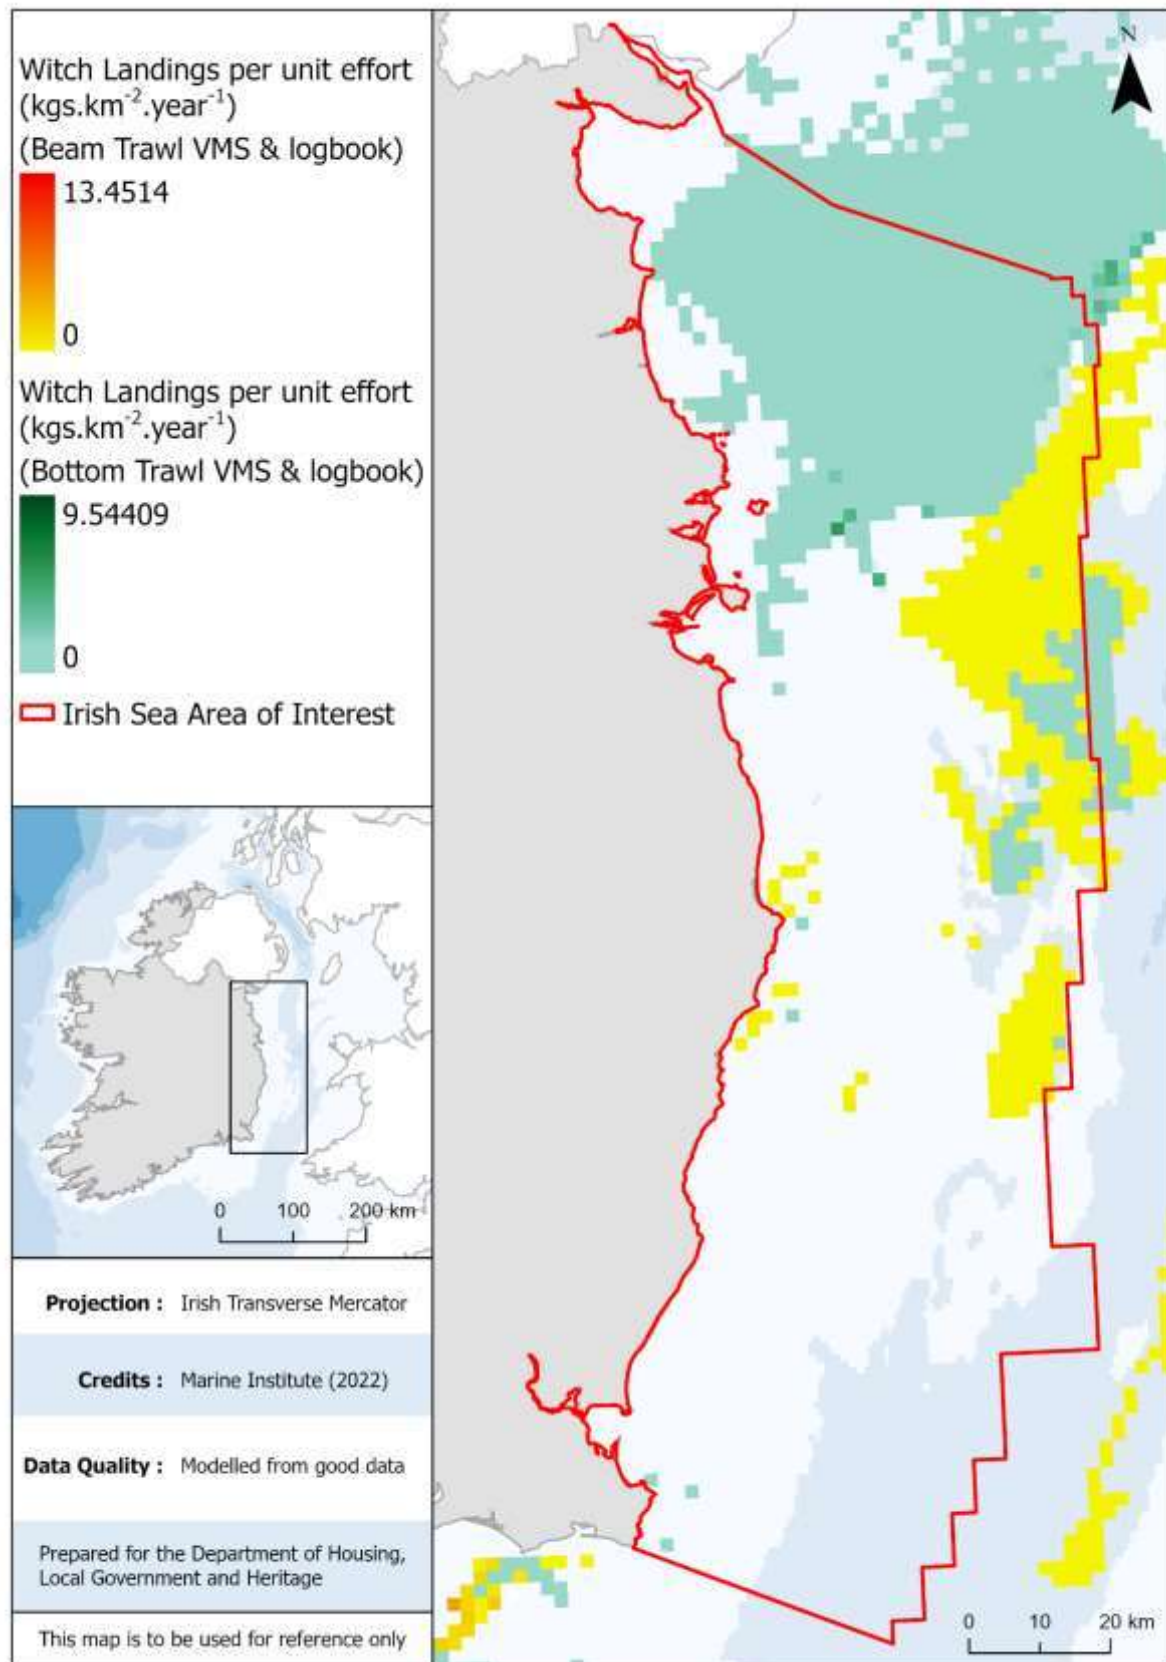 Witch Landings per unit effort
(kgs.km⁻².year⁻¹)
(Beam Trawl VMS & logbook)
13.4514
0
Witch Landings per unit effort
(kgs.km⁻².year⁻¹)
(Bottom Trawl VMS & logbook)
9.54409
0
Irish Sea Area of Interest
0 100 200 km
Projection : Irish Transverse Mercator
Credits : Marine Institute (2022)
Data Quality : Modelled from good data
Prepared for the Department of Housing,
Local Government and Heritage
This map is to be used for reference only
N
0 10 20 km